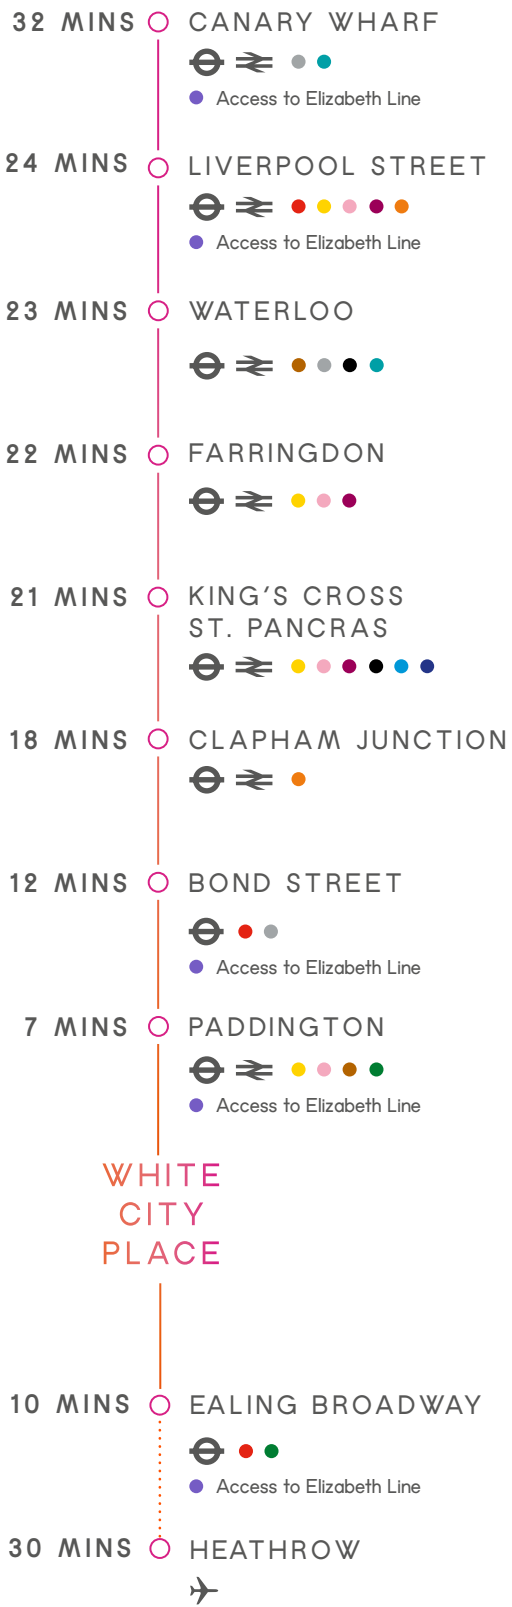 32 MINS CANARY WHARF
Access to Elizabeth Line
24 MINS LIVERPOOL STREET
Access to Elizabeth Line
23 MINS WATERLOO
22 MINS FARRINGDON
21 MINS KING'S CROSS
ST. PANCRAS
18 MINS CLAPHAM JUNCTION
12 MINS BOND STREET
Access to Elizabeth Line
7 MINS PADDINGTON
Access to Elizabeth Line
WHITE
CITY
PLACE
10 MINS EALING BROADWAY
Access to Elizabeth Line
30 MINS HEATHROW